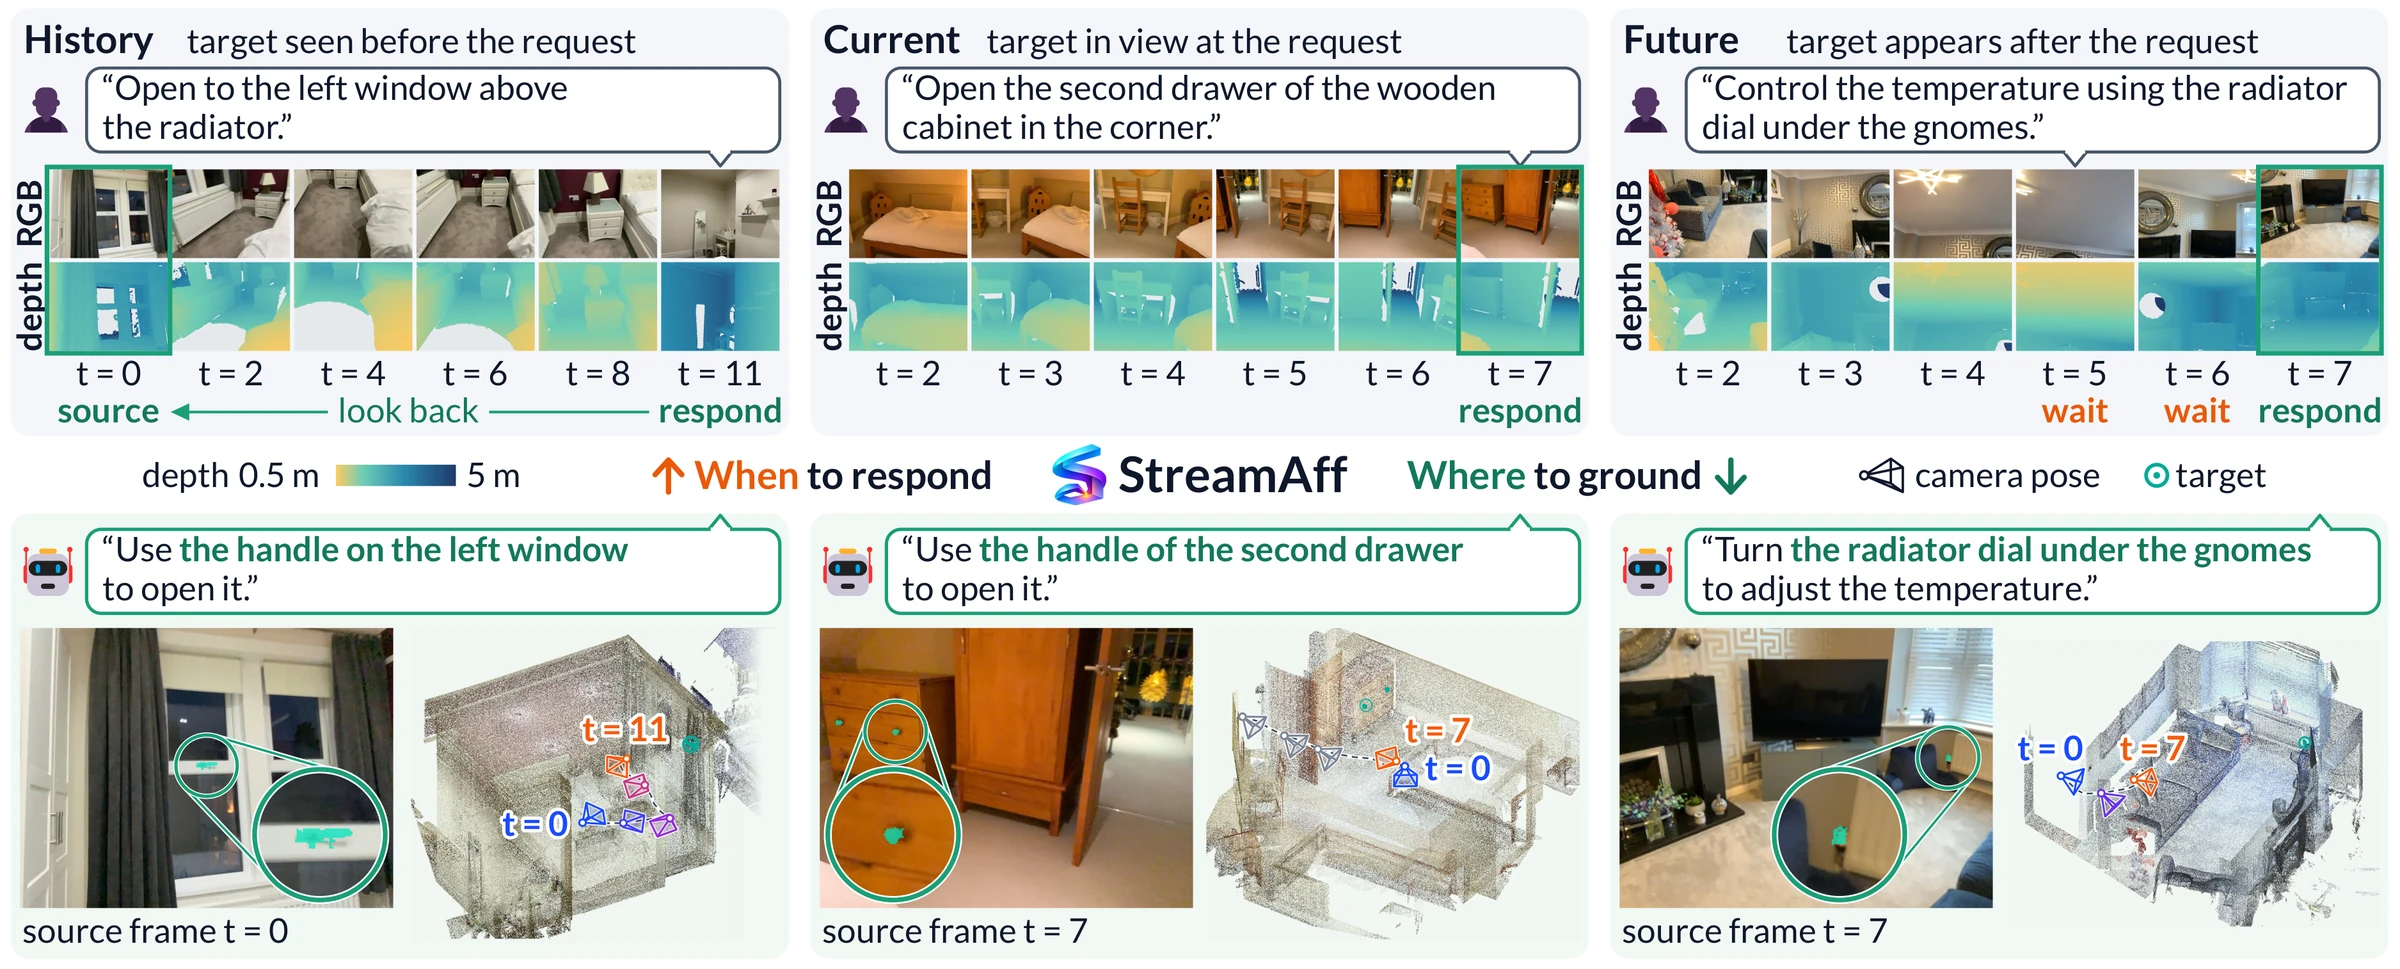 History target seen before the request
“Open to the left window above
the radiator.”
RGB
depth
t = 0 t = 2 t = 4 t = 6 t = 8 t = 11
source look back respond
Current target in view at the request
“Open the second drawer of the wooden
cabinet in the corner.”
RGB
depth
t = 2 t = 3 t = 4 t = 5 t = 6 t = 7
respond
Future target appears after the request
“Control the temperature using the radiator
dial under the gnomes.”
RGB
depth
t = 2 t = 3 t = 4 t = 5 t = 6 t = 7
wait wait respond
depth 0.5 m 5 m
When to respond
StreamAff
Where to ground
camera pose
target
“Use the handle on the left window
to open it.”
t = 11
t = 0
source frame t = 0
“Use the handle of the second drawer
to open it.”
t = 7
t = 0
source frame t = 7
“Turn the radiator dial under the gnomes
to adjust the temperature.”
t = 0 t = 7
source frame t = 7